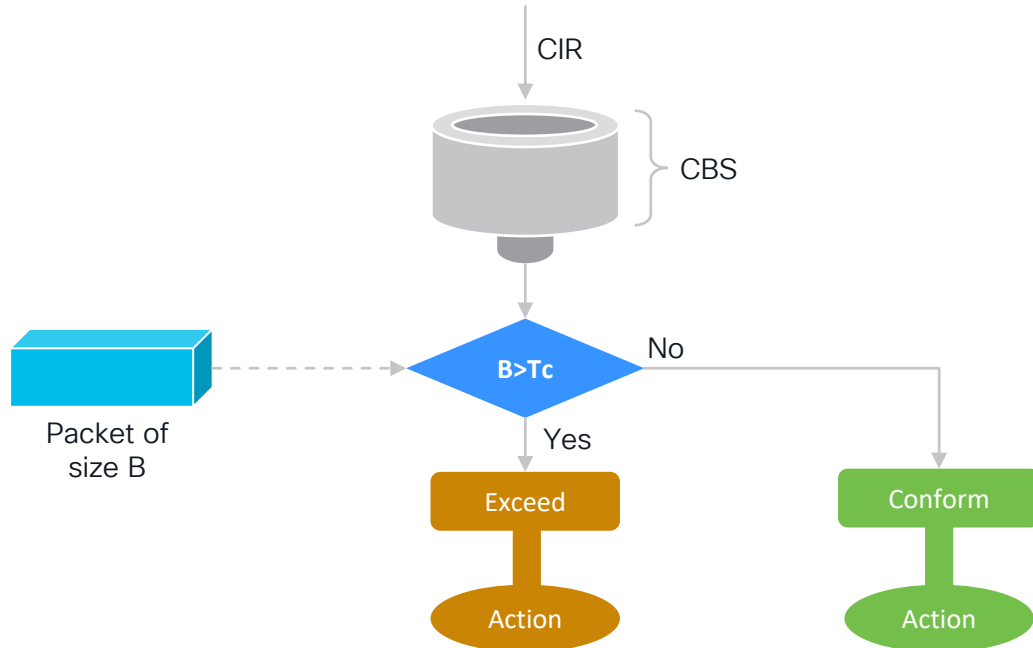 CIR
CBS
B>Tc
No
Packet of
size B
Yes
Exceed
Conform
Action
Action